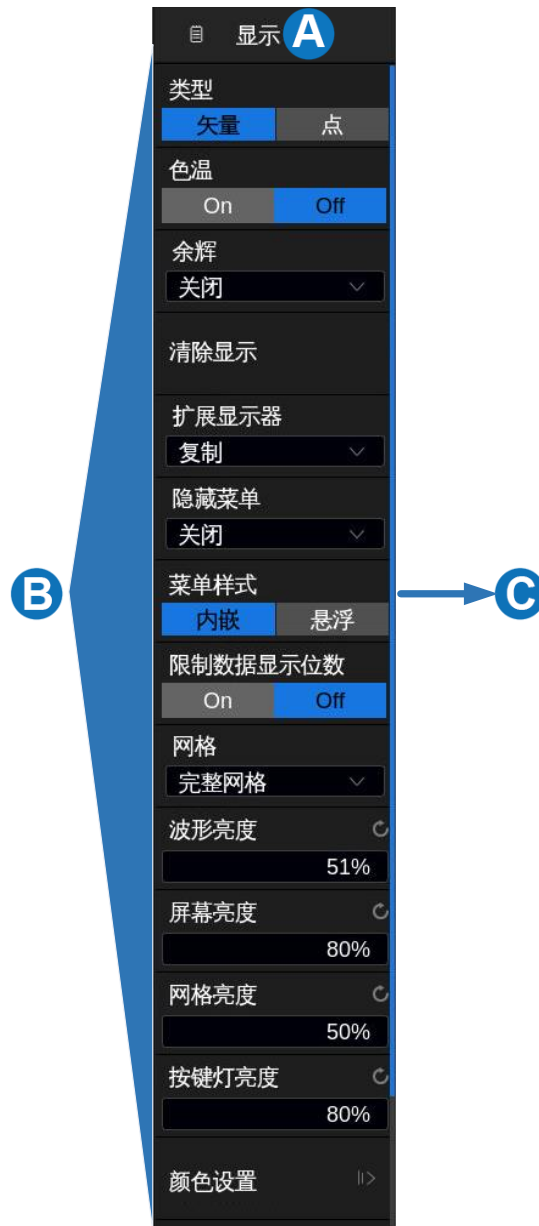 显示 A
类型
矢量 点
色温
On Off
余辉
关闭
清除显示
扩展显示器
复制
隐藏菜单
关闭
菜单样式
B 内嵌 悬浮 C
限制数据显示位数
On Off
网格
完整网格
波形亮度
51%
屏幕亮度
80%
网格亮度
50%
按键灯亮度
80%
颜色设置